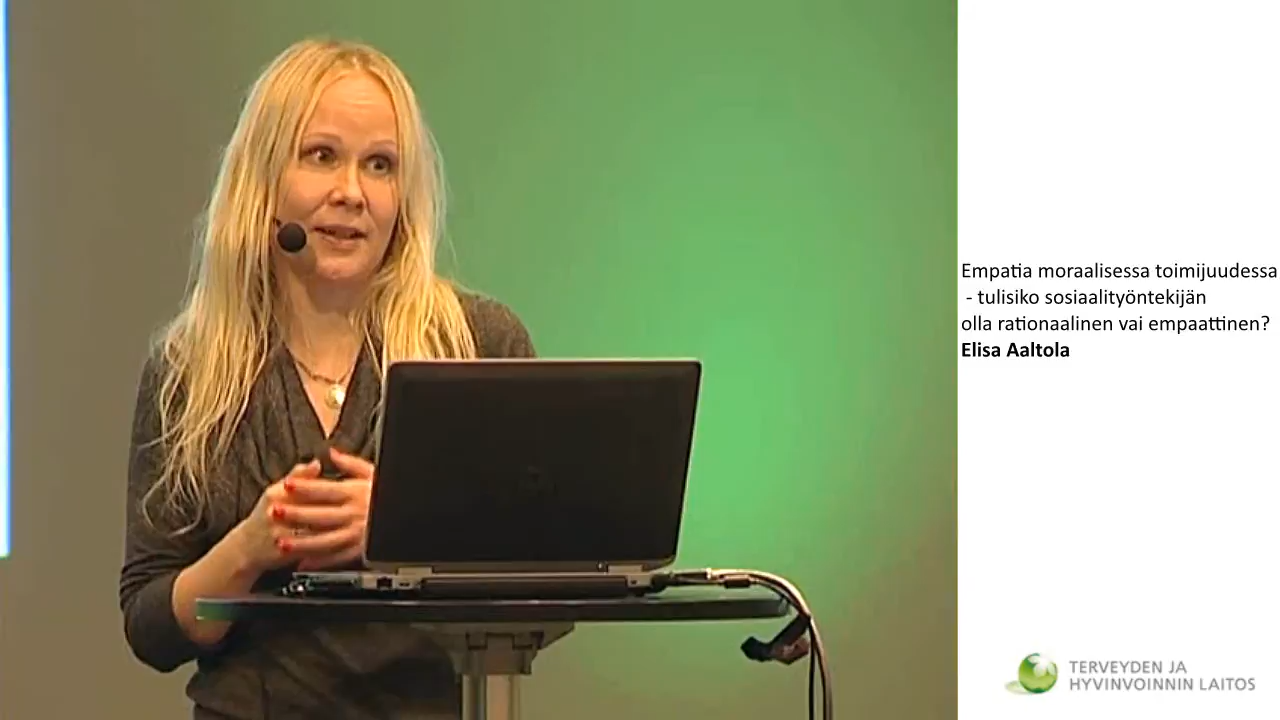 Empatia moraalisessa toimijuudessa
- tulisiko sosiaalityöntekijän
olla rationaalinen vai empaattinen?
Elisa Aaltola
TERVEYDEN JA
HYVINVOINNIN LAITOS